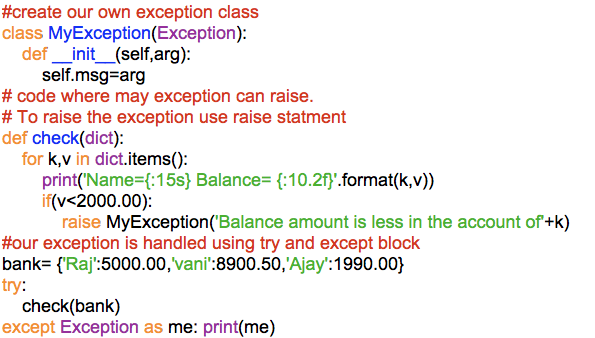 #create our own exception class
class MyException(Exception):
    def __init__(self,arg):
        self.msg=arg
# code where may exception can raise.
# To raise the exception use raise statment
def check(dict):
    for k,v in dict.items():
        print('Name={:15s} Balance= {:10.2f}'.format(k,v))
        if(v<2000.00):
            raise MyException('Balance amount is less in the account of'+k)
#our exception is handled using try and except block
bank= {'Raj':5000.00,'vani':8900.50,'Ajay':1990.00}
try:
    check(bank)
except Exception as me: print(me)